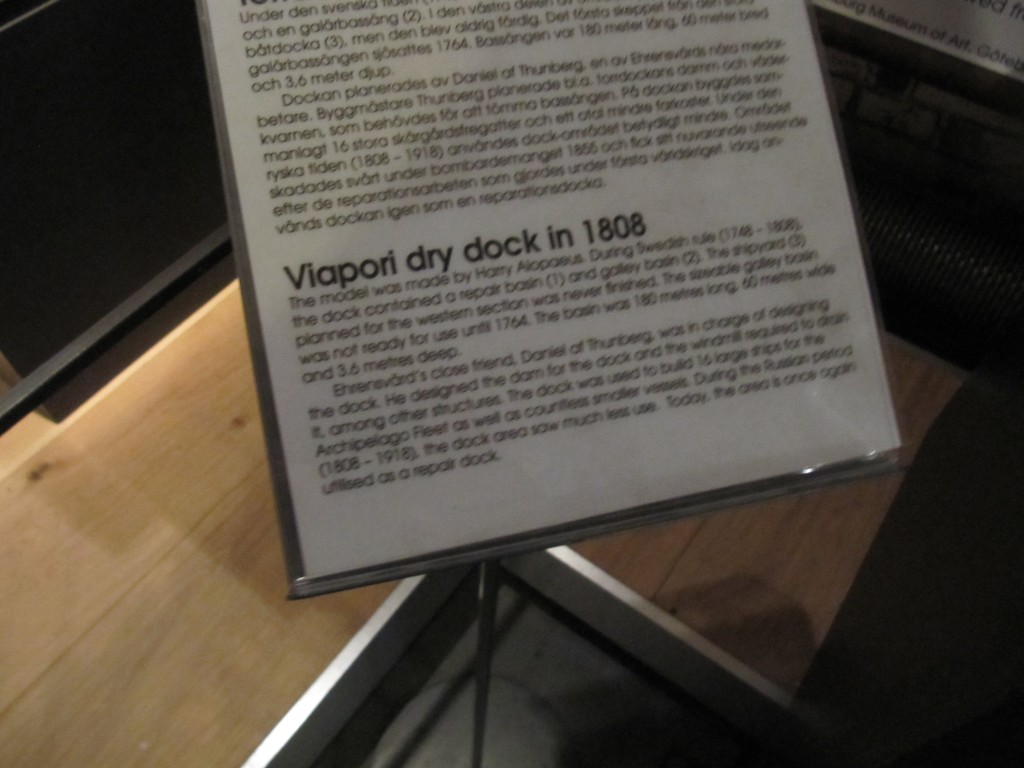 Under den svenska tiden
och en galärbassäng (2). I den västra delen av
båtdocka (3), men den blev aldrig färdig. Det första skeppet från den stora
galärbassängen sjösattes 1764. Bassängen var 180 meter lång, 60 meter bred
och 3,6 meter djup.
Dockan planerades av Daniel af Thunberg, en av Ehrensvärds nära medar-
betare. Byggmästare Thunberg planerade bl.a. torrdockans damm och väder-
kvarnen, som behövdes för att tömma bassängen. På dockan byggdes sam-
manlagt 16 stora skärgårdsfregatter och ett otal mindre farkoster. Under den
ryska tiden (1808 – 1918) användes dock-området betydligt mindre. Området
skadades svårt under bombardemanget 1855 och fick sitt nuvarande utseende
efter de reparationsarbeten som gjordes under första världskriget. Idag an-
vänds dockan igen som en reparationsdocka.
Viapori dry dock in 1808
The model was made by Harry Alopaeus. During Swedish rule (1748 – 1808),
the dock contained a repair basin (1) and galley basin (2). The shipyard (3)
planned for the western section was never finished. The sizeable galley basin
was not ready for use until 1764. The basin was 180 metres long, 60 metres wide
and 3.6 metres deep.
Ehrensvärd's close friend, Daniel af Thunberg, was in charge of designing
the dock. He designed the dam for the dock and the windmill required to drain
it, among other structures. The dock was used to build 16 large ships for the
Archipelago Fleet as well as countless smaller vessels. During the Russian period
(1808 – 1918), the dock area saw much less use. Today, the area is once again
utilised as a repair dock.
Museum of Art, Göteb